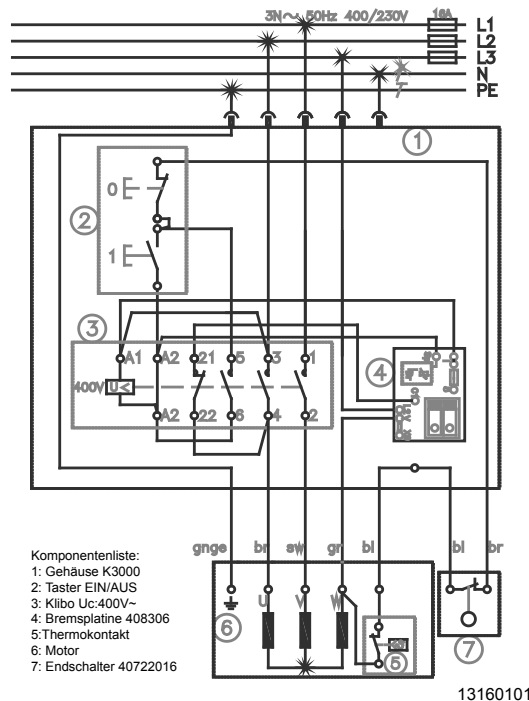 3N～ 50Hz 400/230V 16A L1
L2
L3
N
PE
1
0
2
1
3
A1 A2 21 5 3 1
4
400V U<
A2 22 6 4 2
gnge br sw gr bl bl br
Komponentenliste:
1: Gehäuse K3000
2: Taster EIN/AUS
3: Klibo Uc:400V~
4: Bremsplatine 408306
5:Thermokontakt
6: Motor
7: Endschalter 40722016
U V W
6
5
7
13160101